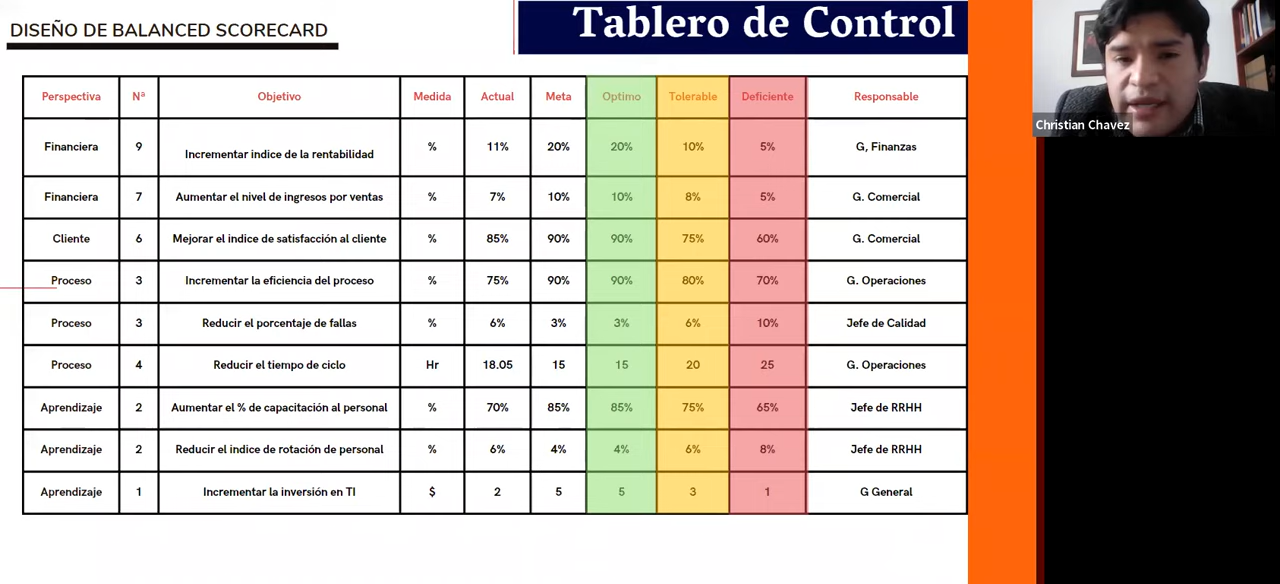 DISEÑO DE BALANCED SCORECARD
Tablero de Control
Perspectiva Nª Objetivo Medida Actual Meta Optimo Tolerable Deficiente Responsable
Financiera 9 Incrementar indice de la rentabilidad % 11% 20% 20% 10% 5% G, Finanzas
Financiera 7 Aumentar el nivel de ingresos por ventas % 7% 10% 10% 8% 5% G. Comercial
Cliente 6 Mejorar el indice de satisfacción al cliente % 85% 90% 90% 75% 60% G. Comercial
Proceso 3 Incrementar la eficiencia del proceso % 75% 90% 90% 80% 70% G. Operaciones
Proceso 3 Reducir el porcentaje de fallas % 6% 3% 3% 6% 10% Jefe de Calidad
Proceso 4 Reducir el tiempo de ciclo Hr 18.05 15 15 20 25 G. Operaciones
Aprendizaje 2 Aumentar el % de capacitación al personal % 70% 85% 85% 75% 65% Jefe de RRHH
Aprendizaje 2 Reducir el indice de rotación de personal % 6% 4% 4% 6% 8% Jefe de RRHH
Aprendizaje 1 Incrementar la inversión en TI $ 2 5 5 3 1 G General
Christian Chavez